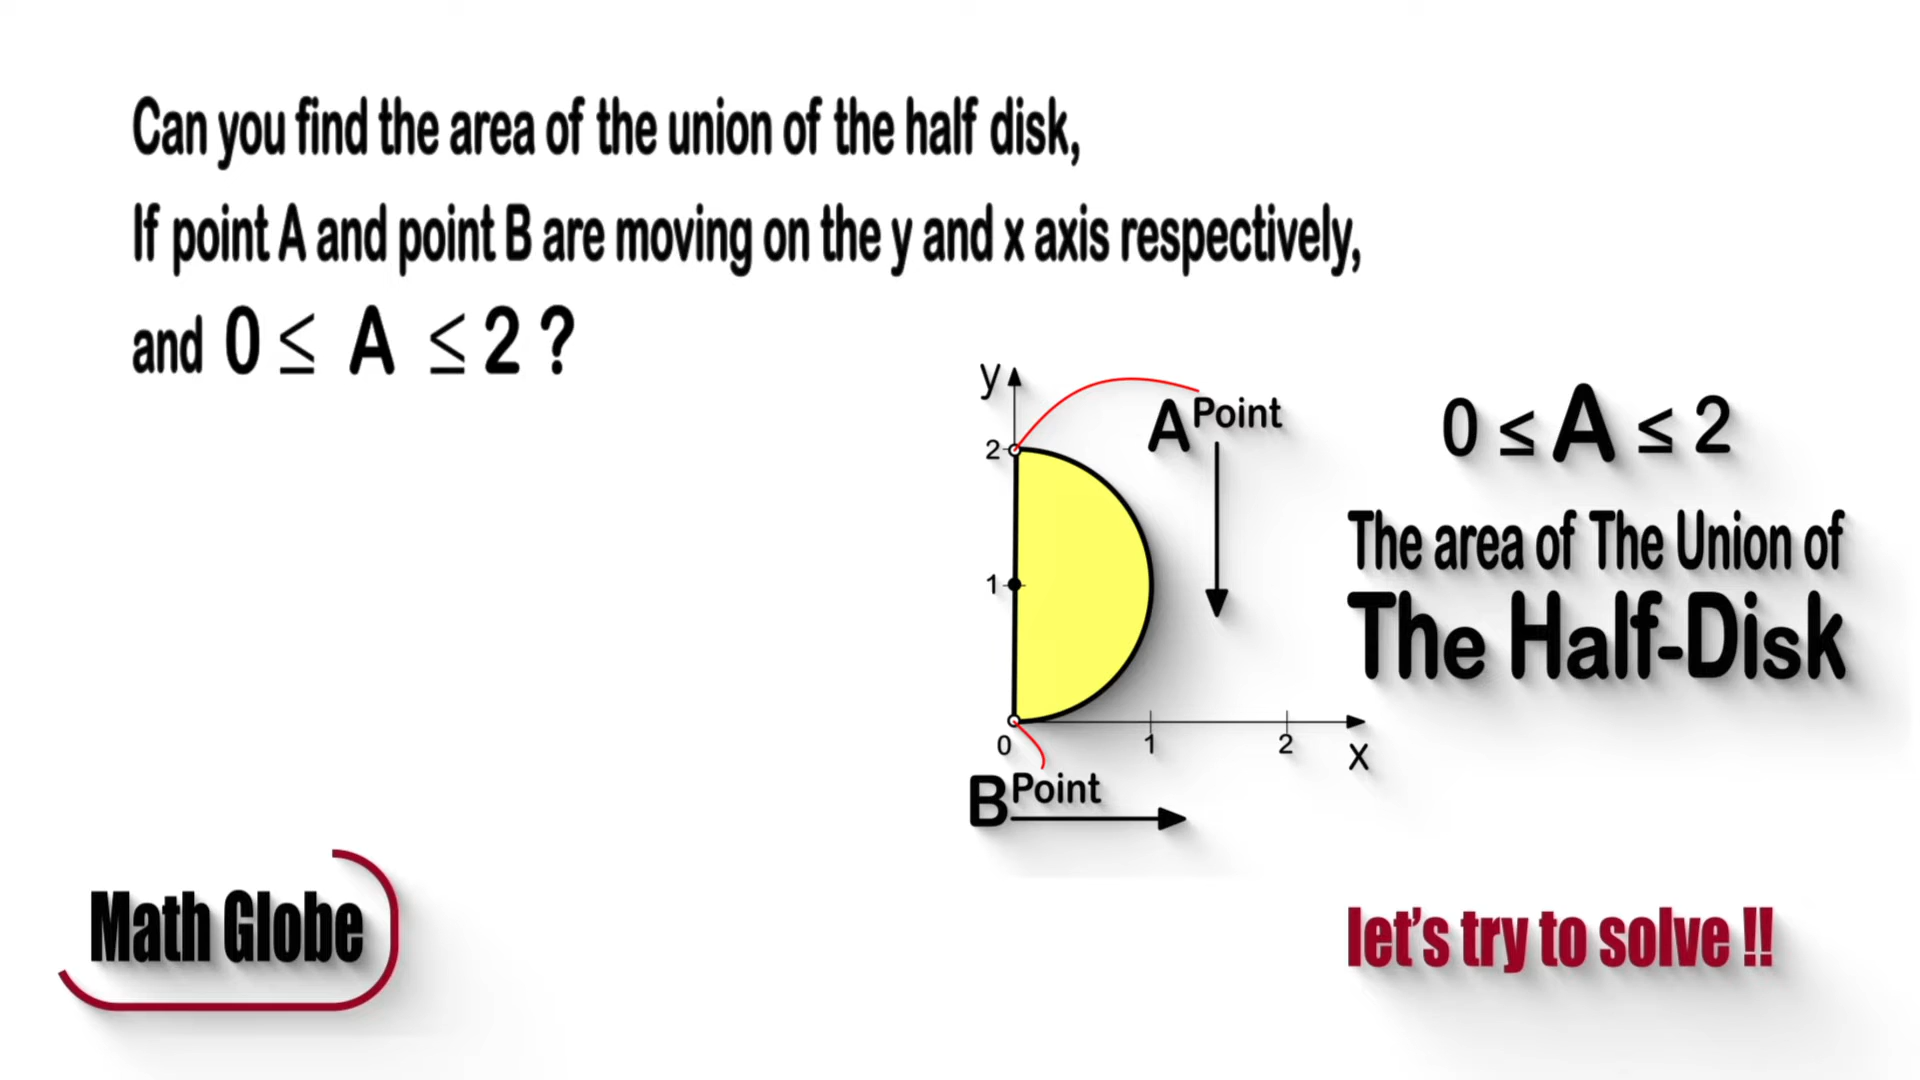 Can you find the area of the union of the half disk,
If point A and point B are moving on the y and x axis respectively,
and 0 ≤ A ≤ 2 ?
y
A Point
0 ≤ A ≤ 2
2
The area of The Union of
The Half-Disk
1
0
1
2
x
B Point
Math Globe
let's try to solve !!